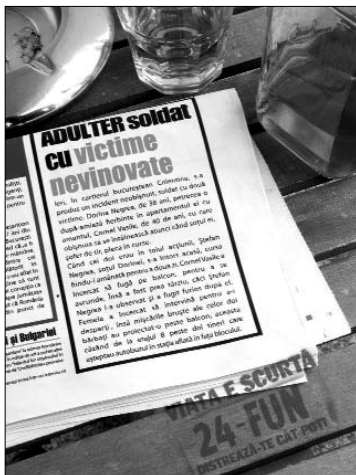 ADULTER soldat
cu victime
nevinovate
Ieri, în cartierul bucureștean Colentina, s-a
produs un incident neobișnuit, soldat cu două
victime. Dorina Negrea, de 38 ani, petrecea o
după-amiază fierbinte în apartamentul ei cu
amantul, Cornel Vasile, de 40 de ani, cu care
obișnuia să se întâlnească atunci când soțul ei,
șofer de tir, pleca în curse.
Când cei doi erau în toiul acțiunii, Ștefan
Negrea, soțul Dorinei, s-a întors acasă, cursa
fiindu-i amânată pentru a doua zi. Cornel Vasile a
încercat să fugă pe balcon, pentru a se
ascunde. Însă a fost prea târziu, căci Ștefan
Negrea l-a observat și a fugit furios după el.
Femeia a încercat să intervină pentru a-i
despărți, însă mișcările bruște ale celor doi
bărbați au proiectat-o peste balcon, aceasta
căzând de la etajul 8 peste doi tineri care
așteptau autobuzul în stația aflată în fața blocului.
i și Bulgariei
VIAȚA E SCURTĂ
24-FUN
DISTREAZĂ-TE CÂT POȚI